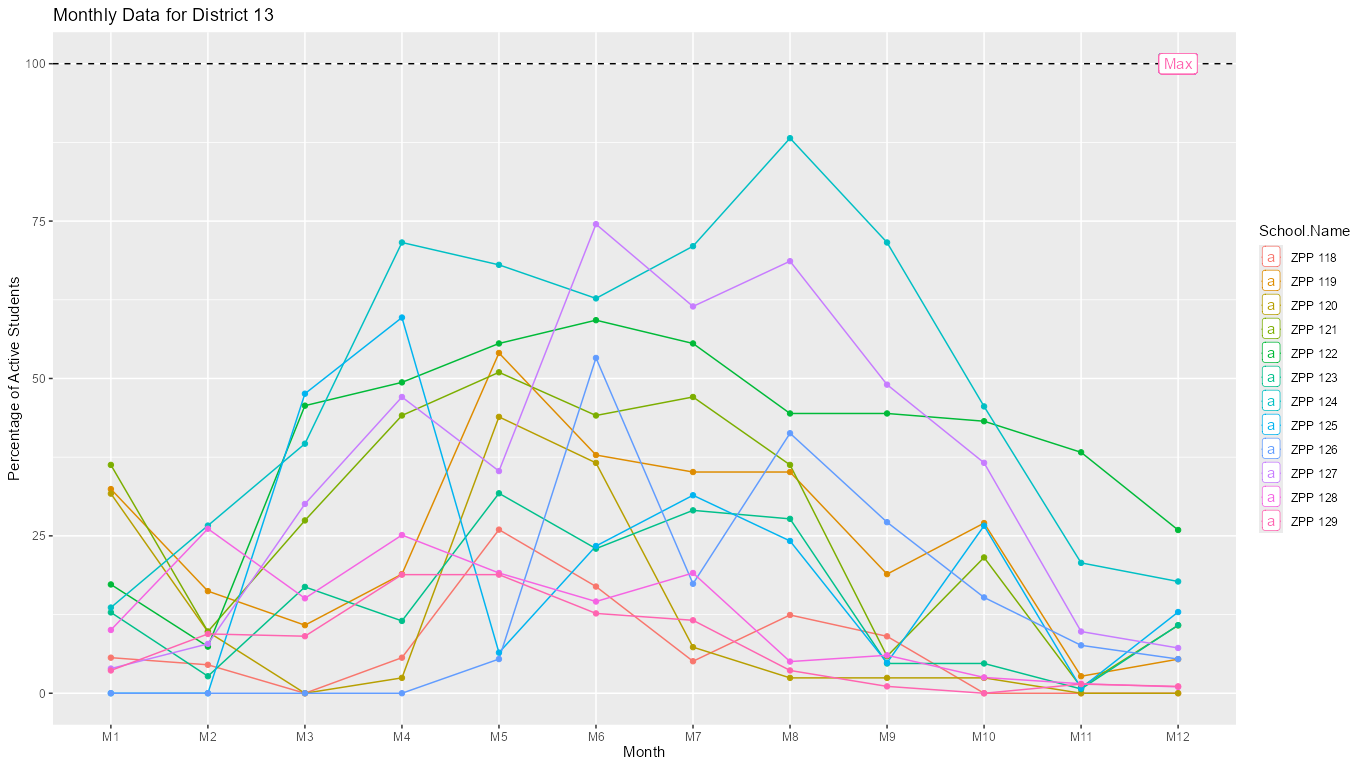 Monthly Data for District 13
100
Max
75
50
25
0
Percentage of Active Students
M1 M2 M3 M4 M5 M6 M7 M8 M9 M10 M11 M12
Month
School.Name
a ZPP 118
a ZPP 119
a ZPP 120
a ZPP 121
a ZPP 122
a ZPP 123
a ZPP 124
a ZPP 125
a ZPP 126
a ZPP 127
a ZPP 128
a ZPP 129